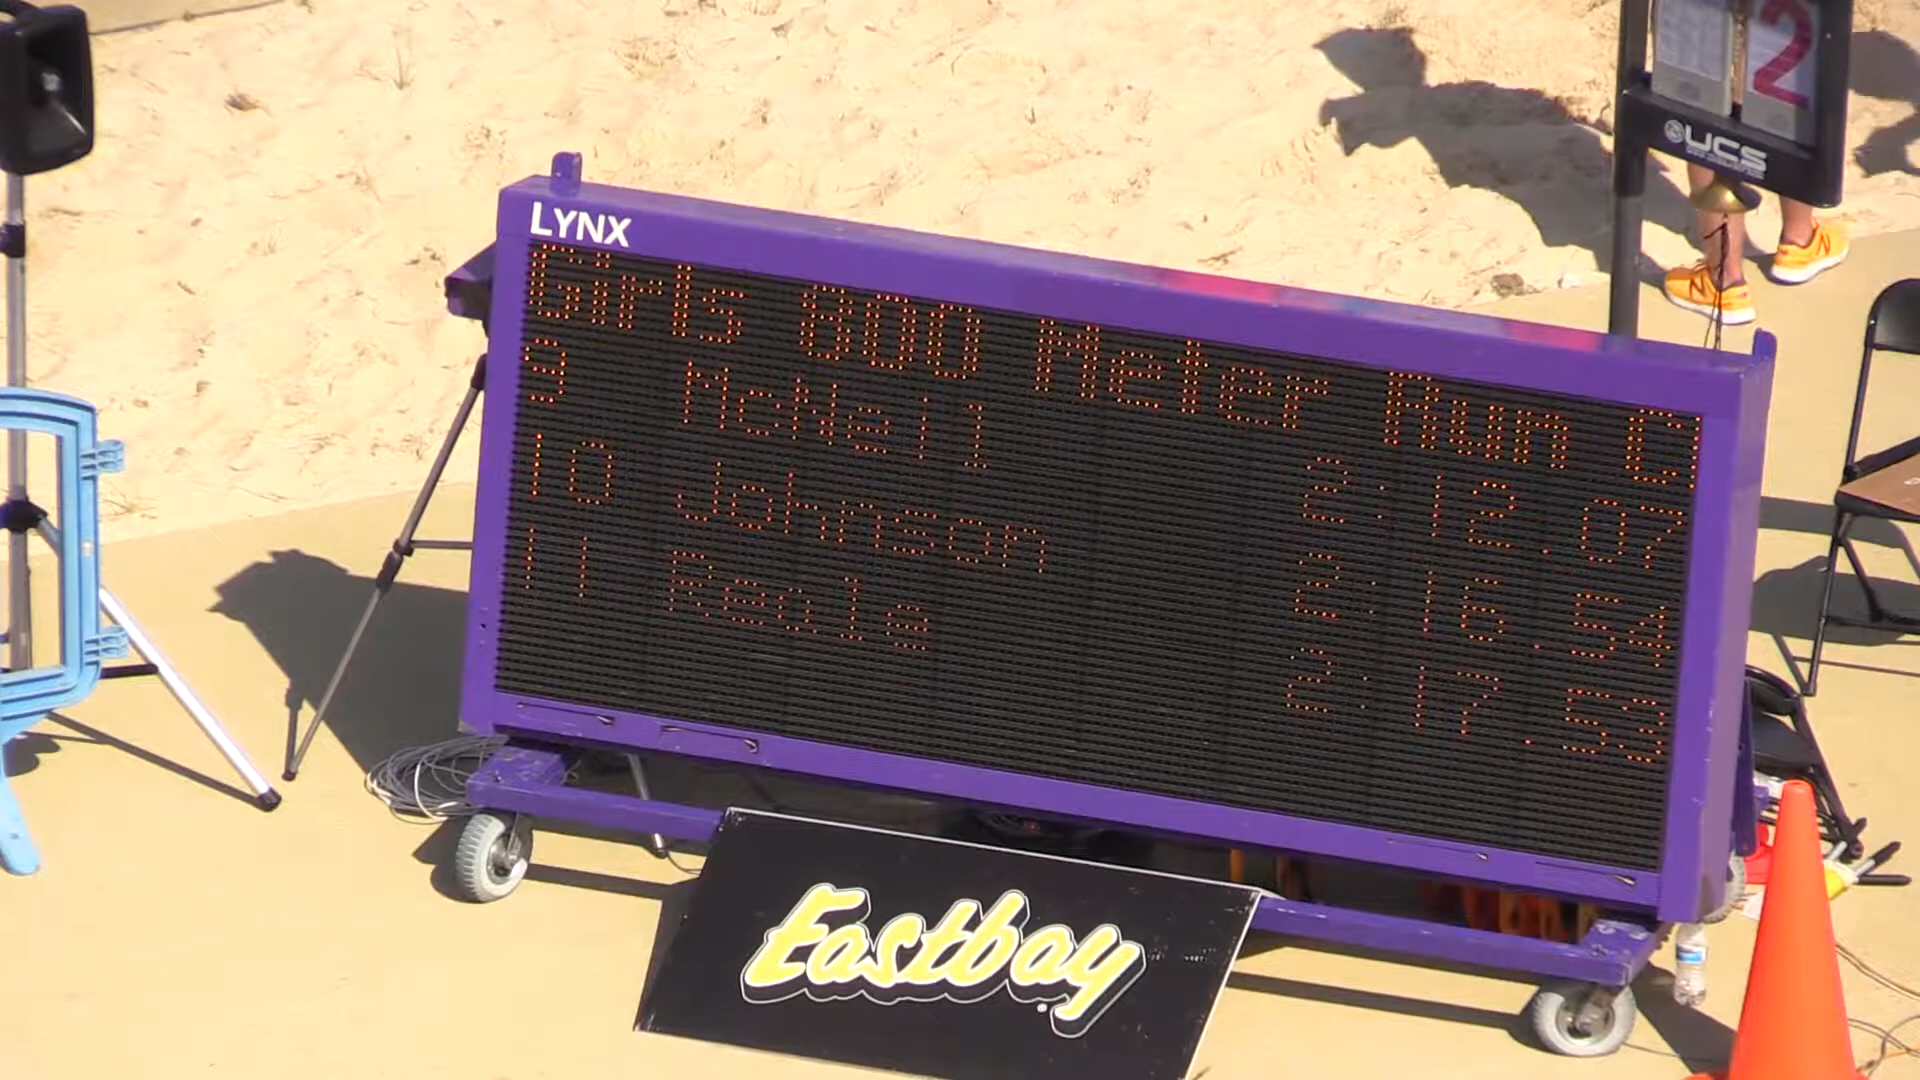 2
UCS
LYNX
Girls 800 Meter Run C
9 McNeil 2:12.07
10 Johnson 2:16.54
11 Reale 2:17.53
Eastbay